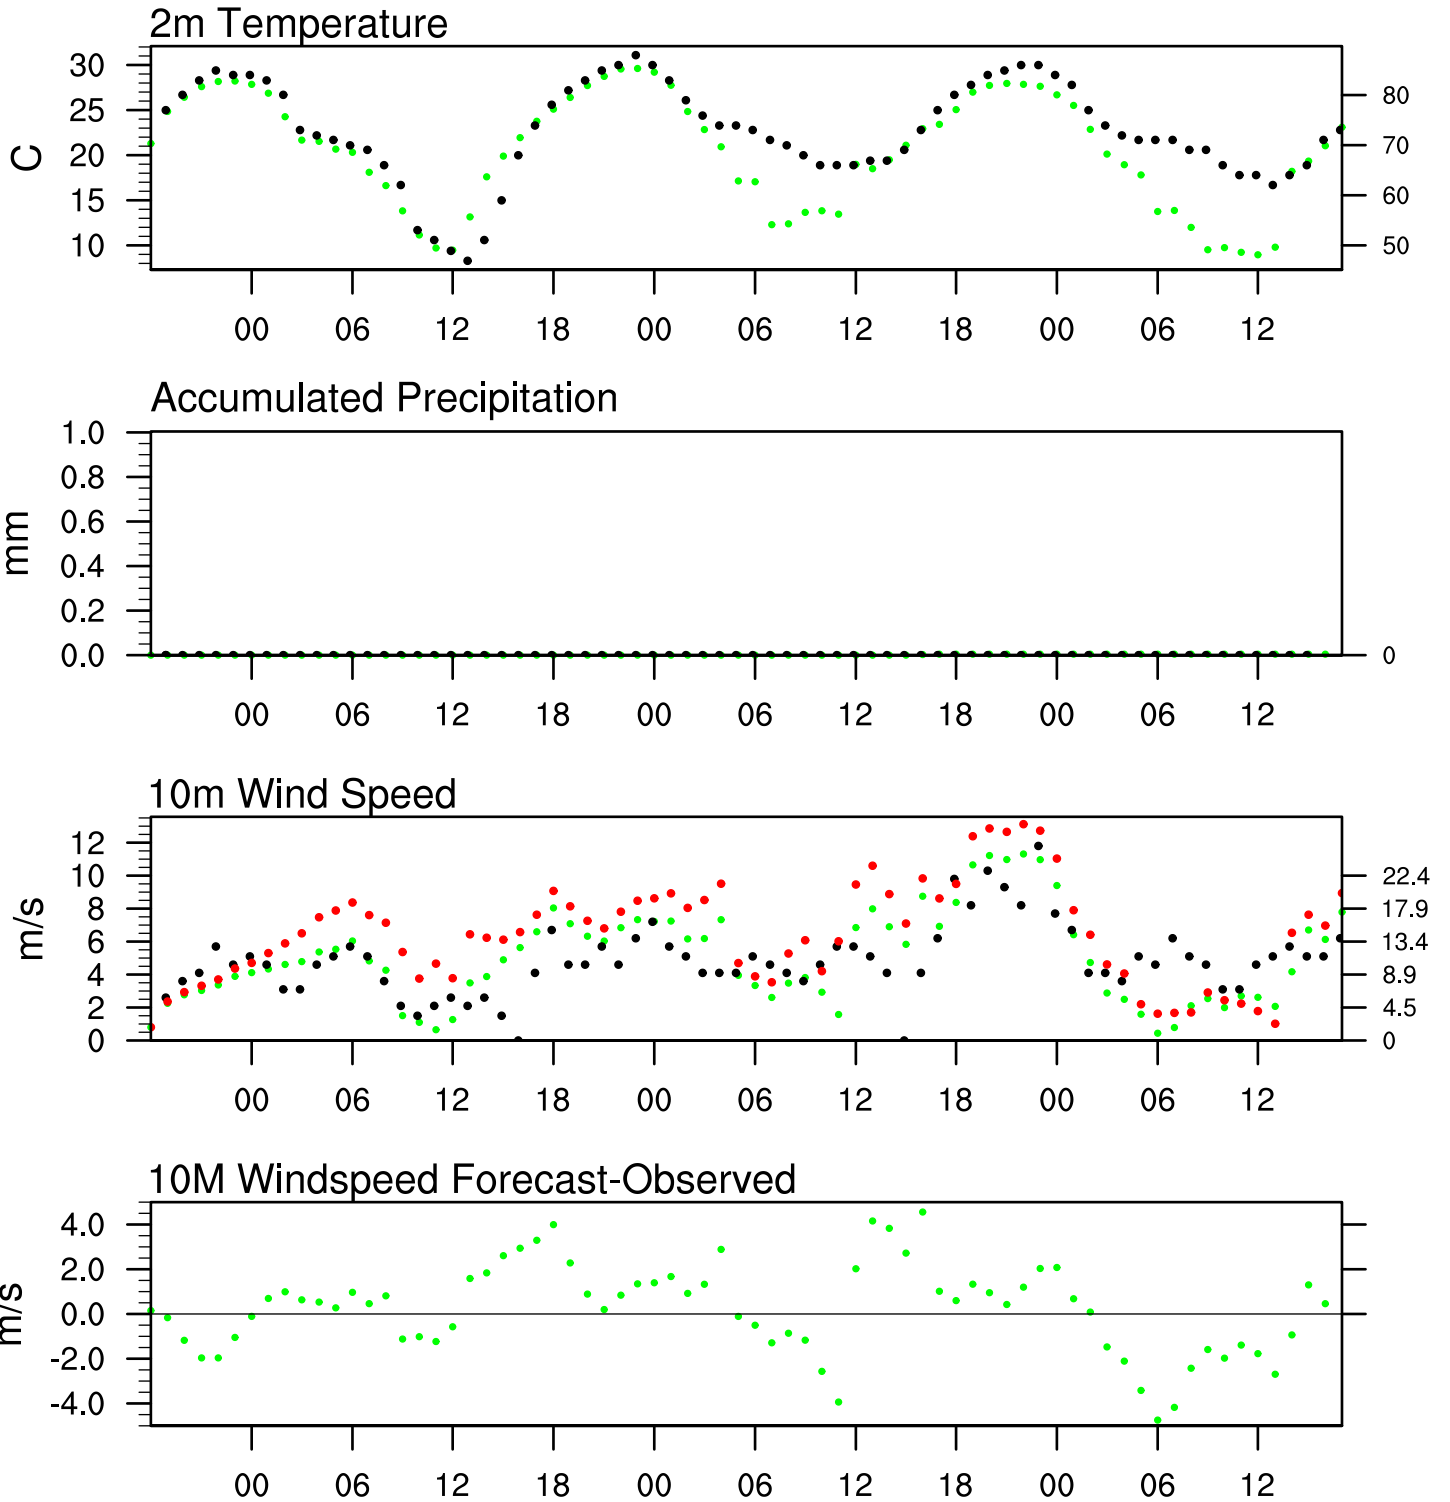 2m Temperature
30
25
20
15
10
C
80
70
60
50
00 06 12 18 00 06 12 18 00 06 12
Accumulated Precipitation
1.0
0.8
0.6
0.4
0.2
0.0
mm
0
00 06 12 18 00 06 12 18 00 06 12
10m Wind Speed
12
10
8
6
4
2
0
m/s
22.4
17.9
13.4
8.9
4.5
0
00 06 12 18 00 06 12 18 00 06 12
10M Windspeed Forecast-Observed
4.0
2.0
0.0
-2.0
-4.0
m/s
00 06 12 18 00 06 12 18 00 06 12